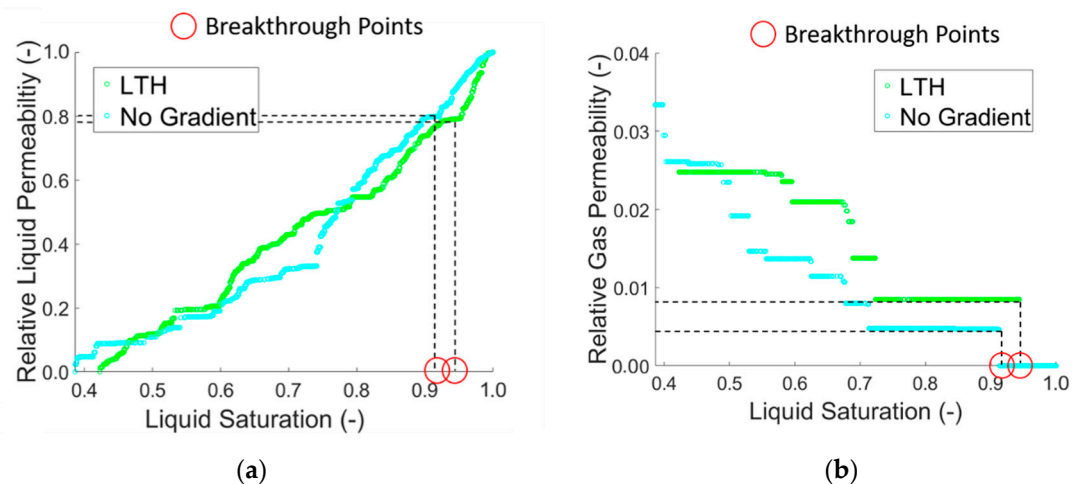 Breakthrough Points
Relative Liquid Permeability (-)
1.0
0.8
0.6
0.4
0.2
0.0
LTH
No Gradient
0.4 0.5 0.6 0.7 0.8 0.9 1.0
Liquid Saturation (-)
(a)
Breakthrough Points
Relative Gas Permeability (-)
0.04
0.03
0.02
0.01
0.00
LTH
No Gradient
0.4 0.5 0.6 0.7 0.8 0.9 1.0
Liquid Saturation (-)
(b)